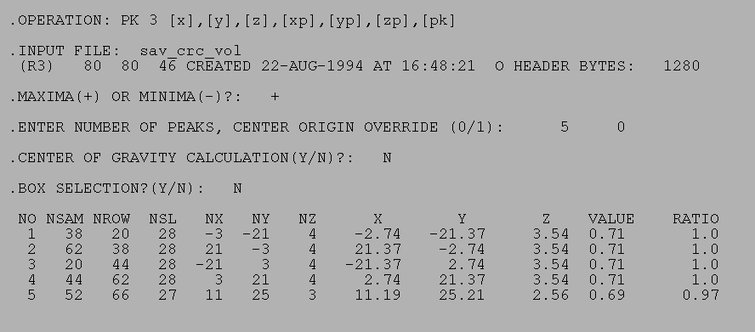 .OPERATION: PK 3 [x],[y],[z],[xp],[yp],[zp],[pk]
.INPUT FILE: sav_crc_vol
(R3) 80 80 46 CREATED 22-AUG-1994 AT 16:48:21 O HEADER BYTES: 1280
.MAXIMA(+) OR MINIMA(-)?: +
.ENTER NUMBER OF PEAKS, CENTER ORIGIN OVERRIDE (0/1): 5 0
.CENTER OF GRAVITY CALCULATION(Y/N)?: N
.BOX SELECTION?(Y/N): N
NO NSAM NROW NSL NX NY NZ X Y Z VALUE RATIO
1 38 20 28 -3 -21 4 -2.74 -21.37 3.54 0.71 1.0
2 62 38 28 21 -3 4 21.37 -2.74 3.54 0.71 1.0
3 20 44 28 -21 3 4 -21.37 2.74 3.54 0.71 1.0
4 44 62 28 3 21 4 2.74 21.37 3.54 0.71 1.0
5 52 66 27 11 25 3 11.19 25.21 2.56 0.69 0.97